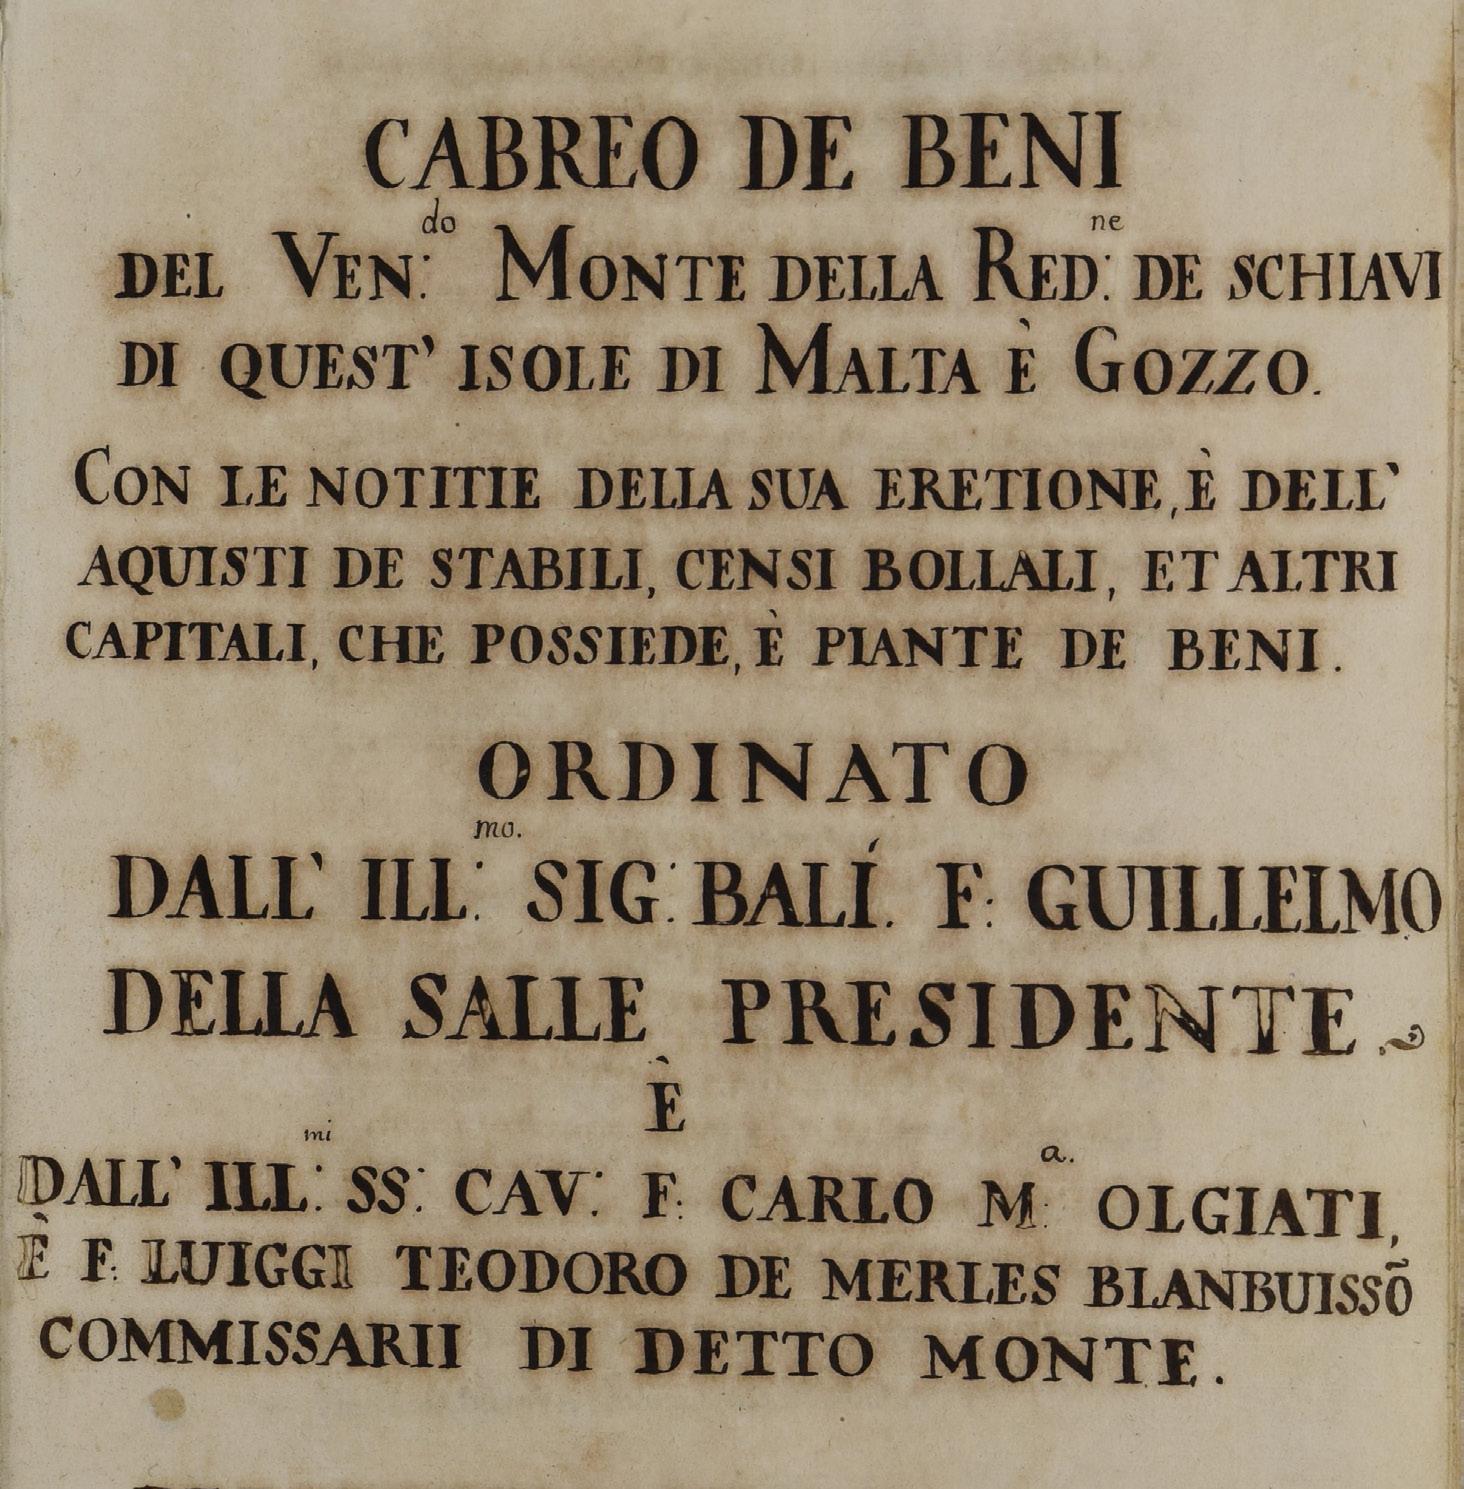 CABREO DE BENI
DEL VEN:do MONTE DELLA RED:ne DE SCHIAVI
DI QUEST' ISOLE DI MALTA È GOZZO.
CON LE NOTITIE DELLA SUA ERETIONE, È DELL'
AQUISTI DE STABILI, CENSI BOLLALI, ET ALTRI
CAPITALI, CHE POSSIEDE, È PIANTE DE BENI.
ORDINATO
DALL' ILL:mo. SIG: BALÍ. F: GUILLELMO
DELLA SALLE PRESIDENTE.
È
DALL' ILL:mi SS: CAV: F: CARLO M:a. OLGIATI,
È F: LUIGGI TEODORO DE MERLES BLANBUISSÕ
COMMISSARII DI DETTO MONTE.